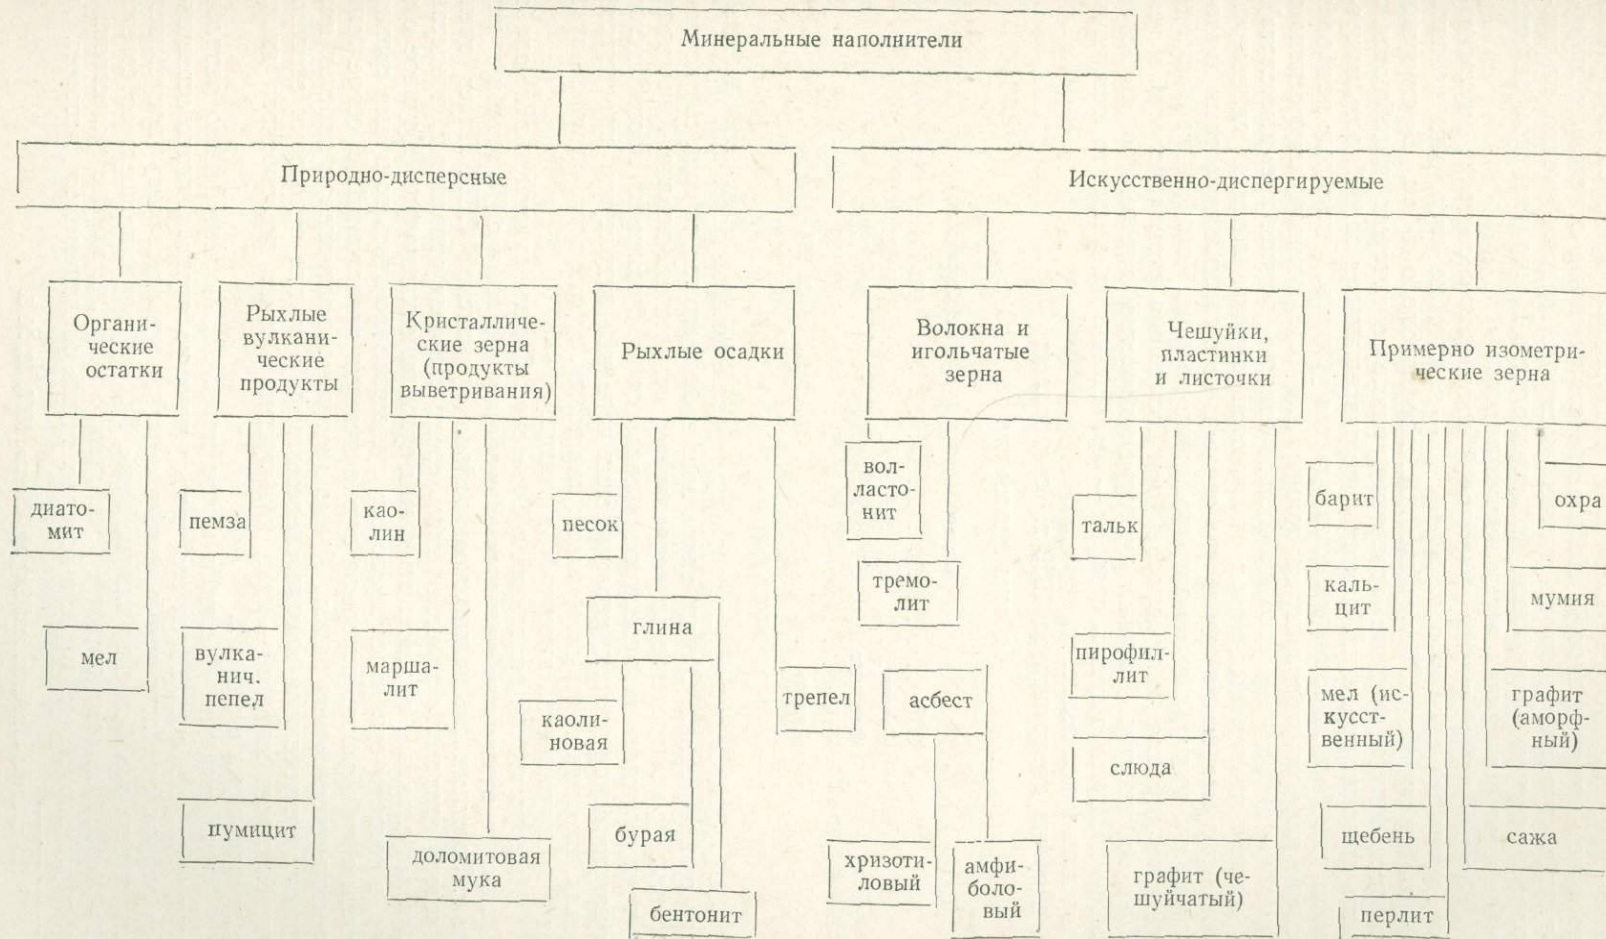 Минеральные наполнители
Природно-дисперсные
Искусственно-диспергируемые
Органи-
ческие
остатки
Рыхлые
вулкани-
ческие
продукты
Кристалличе-
ские зерна
(продукты
выветривания)
Рыхлые осадки
Волокна и
игольчатые
зерна
Чешуйки,
пластинки
и листочки
Примерно изометри-
ческие зерна
диато-
мит
мел
пемза
вулка-
нич.
пепел
пумицит
као-
лин
марша-
лит
доломитовая
мука
песок
глина
каоли-
новая
бурая
бентонит
трепел
вол-
ласто-
нит
тремо-
лит
асбест
хризоти-
ловый
амфи-
боло-
вый
тальк
пирофил-
лит
слюда
графит (че-
шуйчатый)
барит
каль-
цит
мел (ис-
кусст-
венный)
щебень
перлит
охра
мумия
графит
(аморф-
ный)
сажа